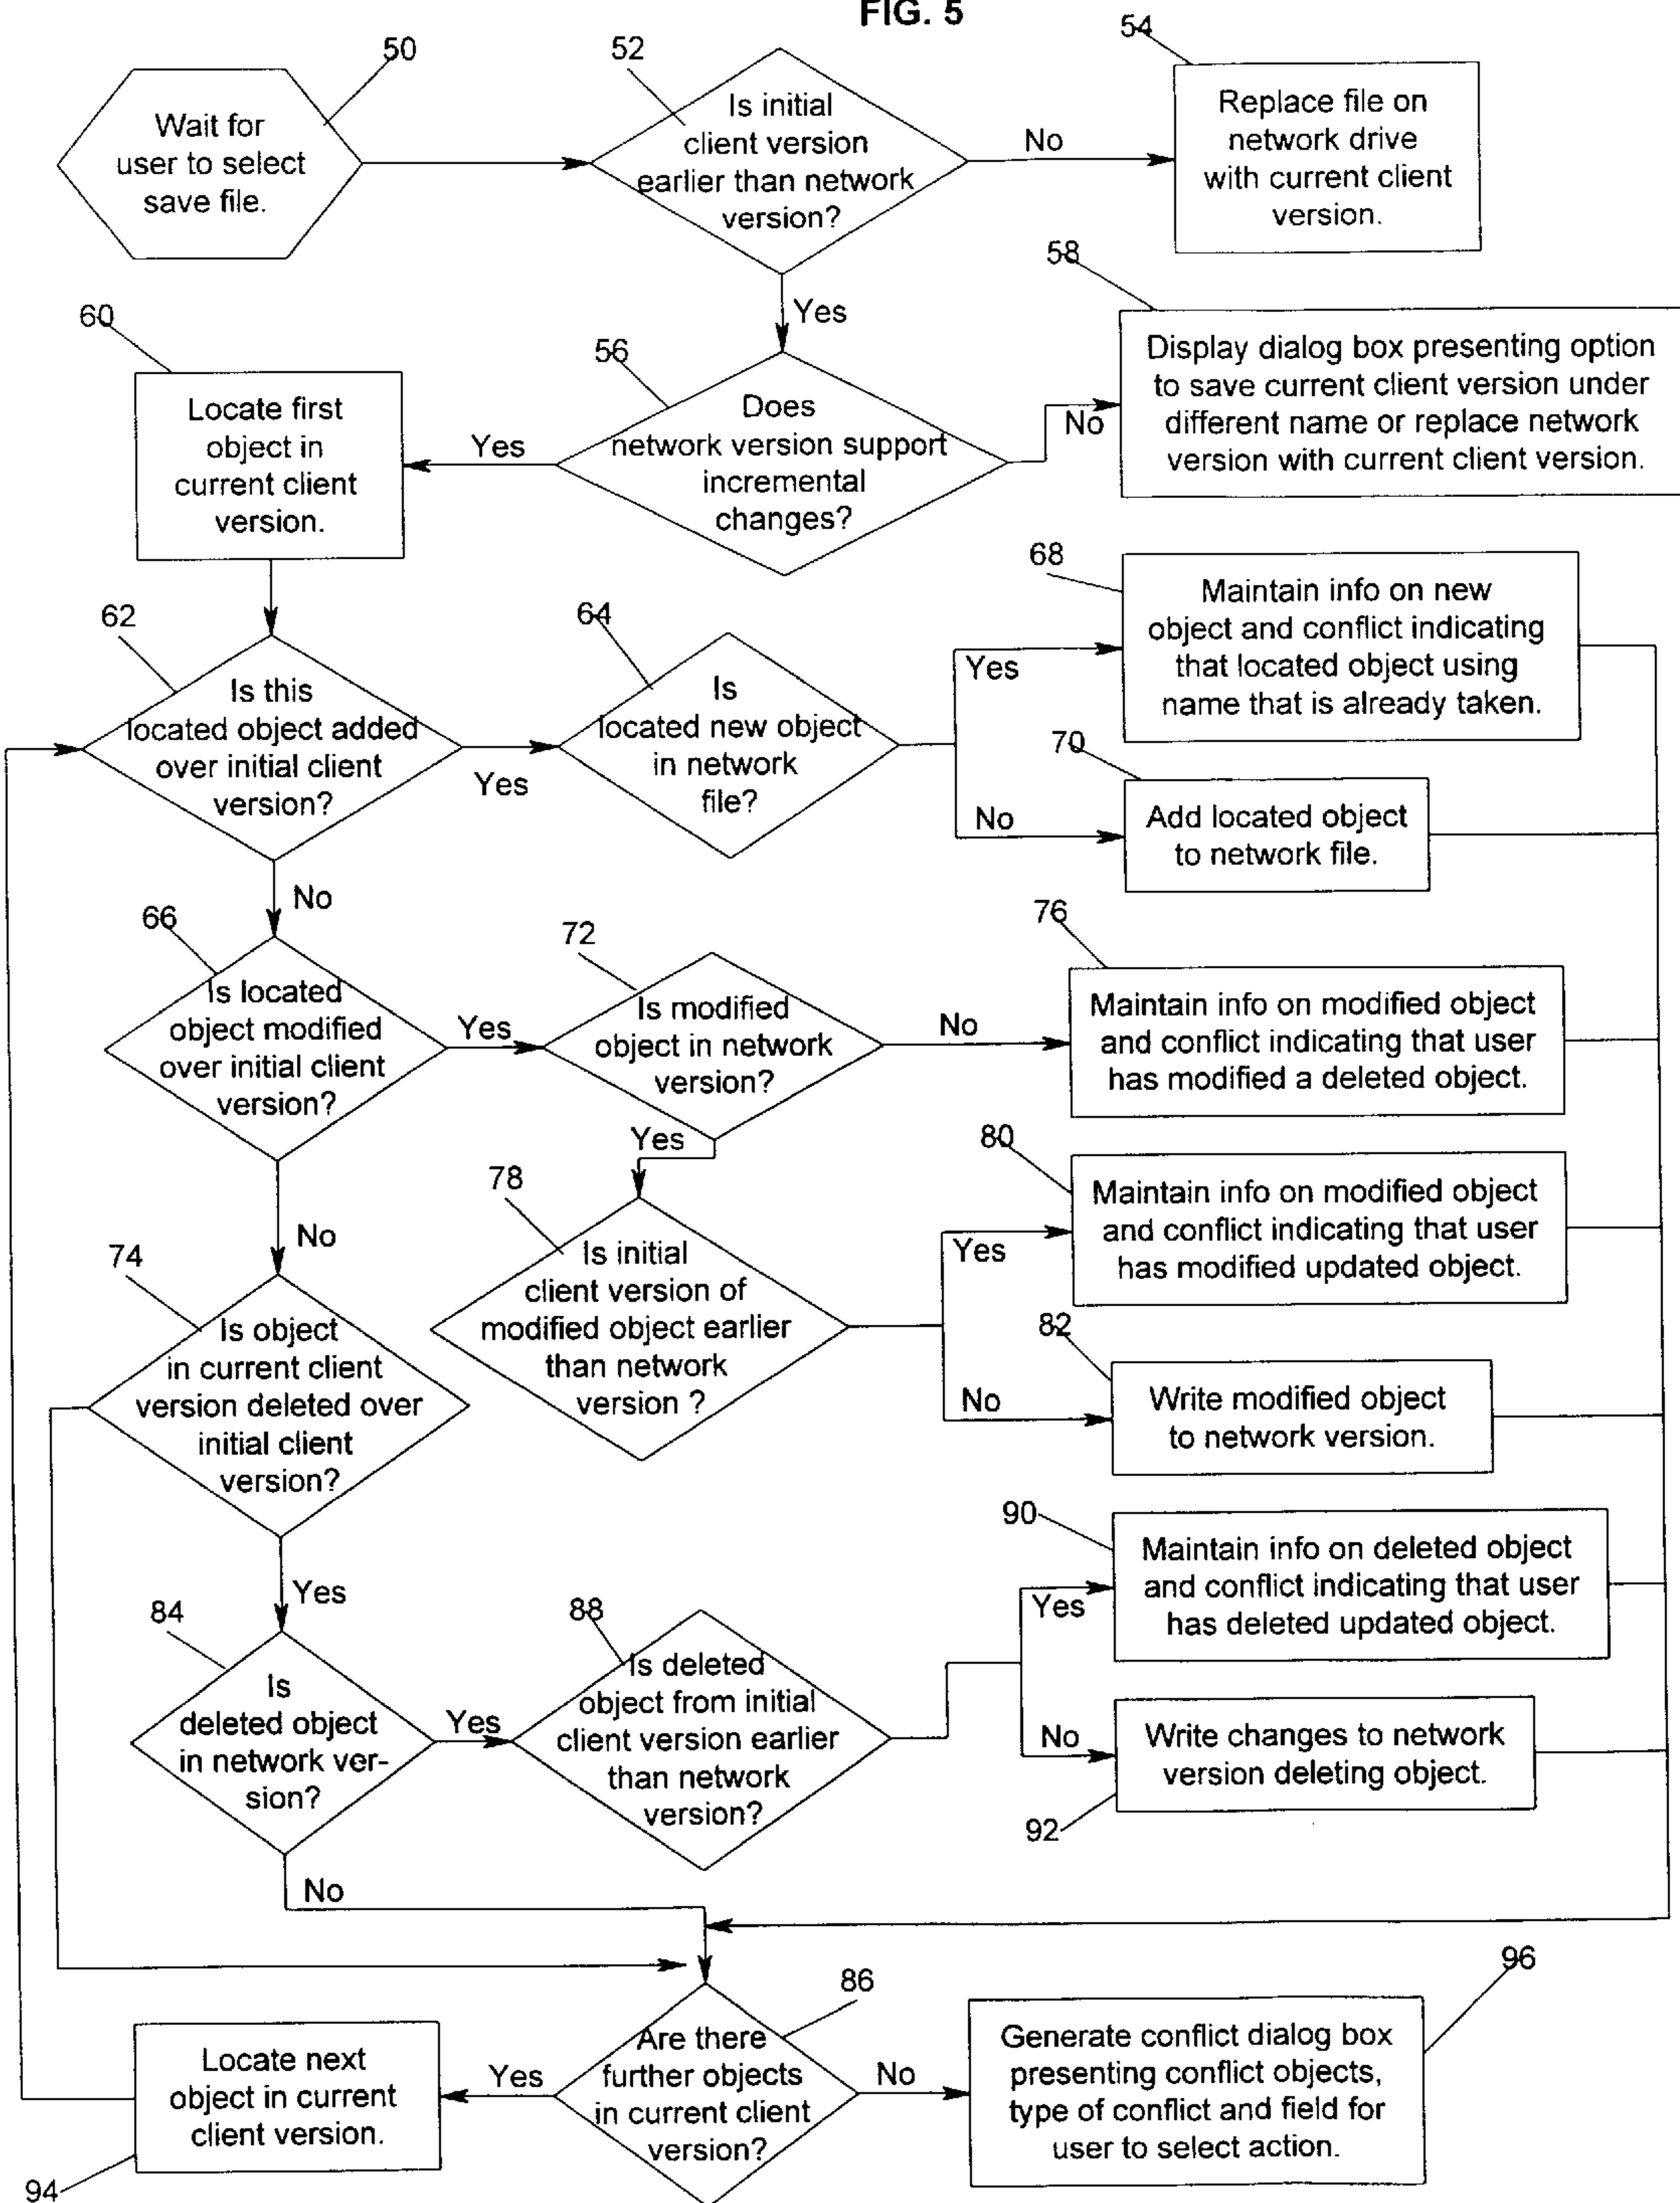 FIG. 5
50
Wait for
user to select
save file.
52
Is initial
client version
earlier than network
version?
No
54
Replace file on
network drive
with current client
version.
Yes
56
Does
network version support
incremental
changes?
No
58
Display dialog box presenting option
to save current client version under
different name or replace network
version with current client version.
Yes
60
Locate first
object in
current client
version.
62
Is this
located object added
over initial client
version?
Yes
64
Is
located new object
in network
file?
Yes
68
Maintain info on new
object and conflict indicating
that located object using
name that is already taken.
No
70
Add located object
to network file.
No
66
Is located
object modified
over initial client
version?
Yes
72
Is modified
object in network
version?
No
76
Maintain info on modified object
and conflict indicating that user
has modified a deleted object.
Yes
78
Is initial
client version of
modified object earlier
than network
version ?
Yes
80
Maintain info on modified object
and conflict indicating that user
has modified updated object.
No
82
Write modified object
to network version.
No
74
Is object
in current client
version deleted over
initial client
version?
Yes
84
Is
deleted object
in network ver-
sion?
Yes
88
Is deleted
object from initial
client version earlier
than network
version?
Yes
90
Maintain info on deleted object
and conflict indicating that user
has deleted updated object.
No
92
Write changes to network
version deleting object.
No
86
Are there
further objects
in current client
version?
Yes
94
Locate next
object in current
client version.
No
96
Generate conflict dialog box
presenting conflict objects,
type of conflict and field for
user to select action.